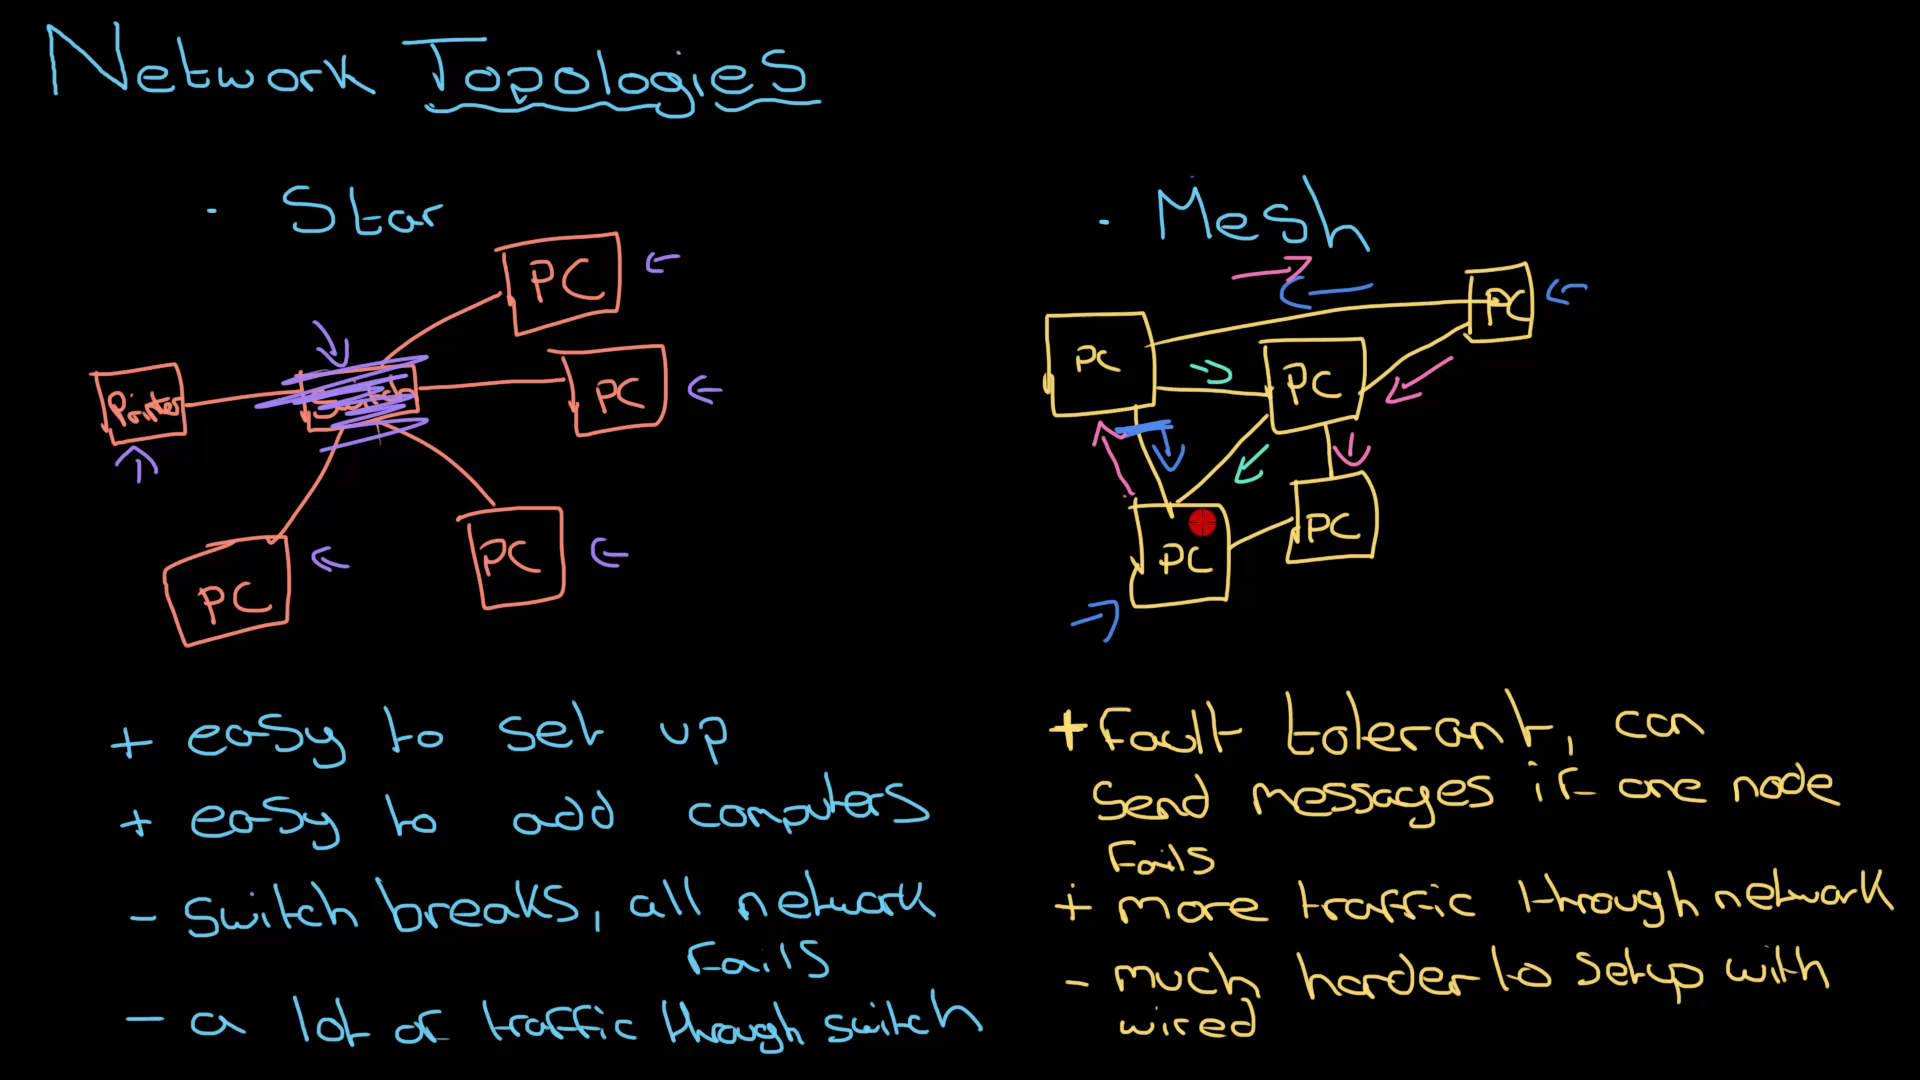 Network Topologies
· Star
PC
PC
Printer
Switch
PC
PC
+ easy to set up
+ easy to add computers
- switch breaks, all network
fails
- a lot of traffic through switch
· Mesh
PC
PC
PC
PC
PC
+ Fault tolerant, can
send messages if one node
fails
+ more traffic through network
- much harder to setup with
wired